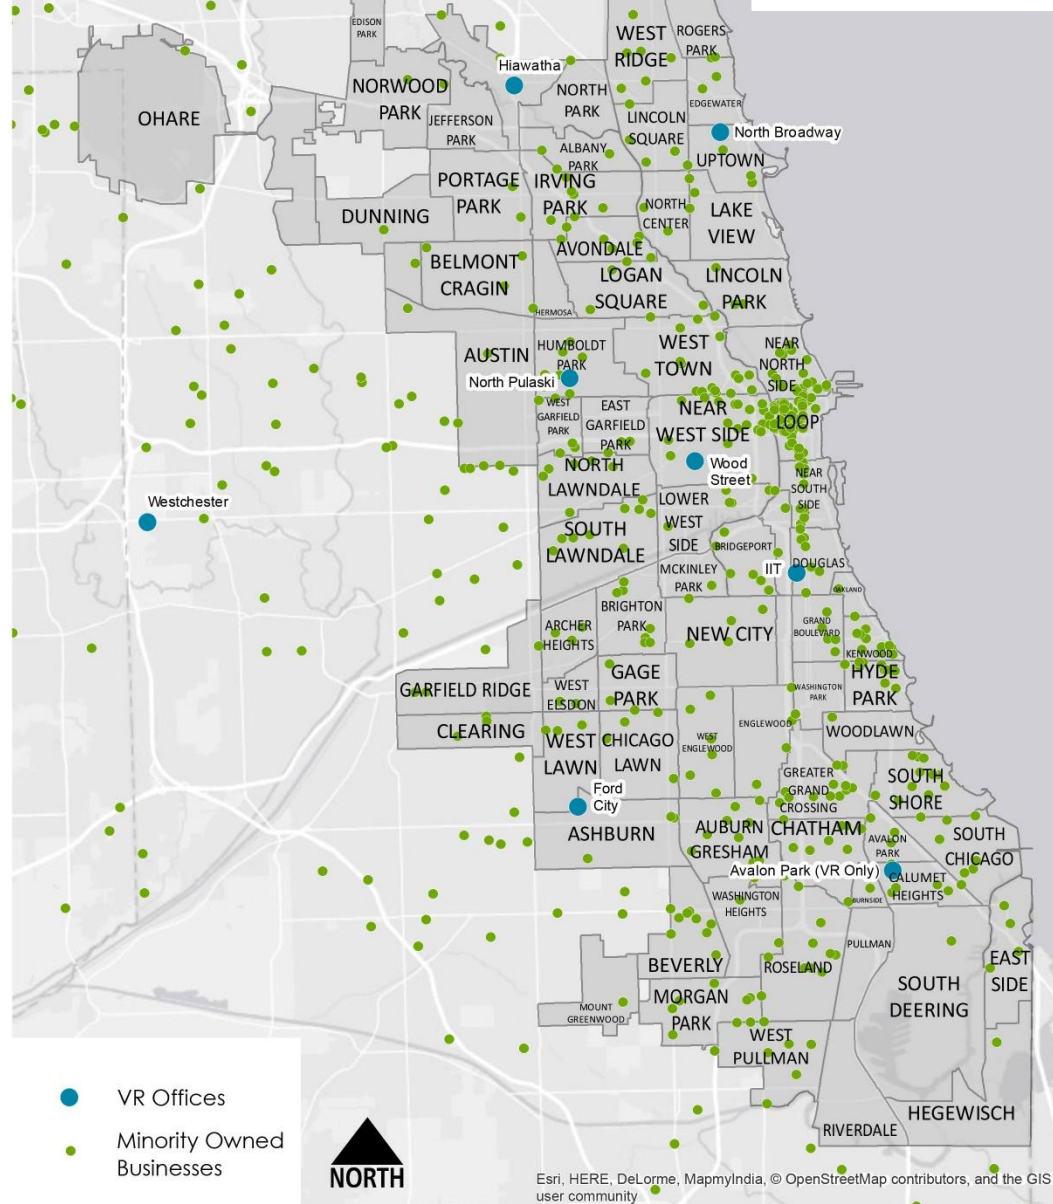 EDISON
PARK
WEST
RIDGE
ROGERS
PARK
Hiawatha
NORWOOD
PARK
NORTH
PARK
EDGEWATER
OHARE
JEFFERSON
PARK
LINCOLN
SQUARE
North Broadway
ALBANY
PARK
UPTOWN
PORTAGE
PARK
IRVING
PARK
DUNNING
NORTH
CENTER
LAKE
VIEW
AVONDALE
BELMONT
CRAGIN
LOGAN
SQUARE
LINCOLN
PARK
HERMOSA
AUSTIN
HUMBOLDT
PARK
WEST
TOWN
NEAR
NORTH
SIDE
North Pulaski
WEST
GARFIELD
PARK
EAST
GARFIELD
PARK
NEAR
WEST SIDE
LOOP
NORTH
LAWNDALE
Wood
Street
NEAR
SOUTH
SIDE
Westchester
LOWER
WEST
SIDE
SOUTH
LAWNDALE
BRIDGEPORT
IIT
DOUGLAS
MCKINLEY
PARK
OAKLAND
BRIGHTON
PARK
ARCHER
HEIGHTS
NEW CITY
GRAND
BOULEVARD
KENWOOD
HYDE
PARK
GARFIELD RIDGE
WEST
ELSDON
GAGE
PARK
WASHINGTON
PARK
CLEARING
WEST
LAWN
CHICAGO
LAWN
WEST
ENGLEWOOD
ENGLEWOOD
WOODLAWN
Ford
City
GREATER
GRAND
CROSSING
SOUTH
SHORE
ASHBURN
AUBURN
GRESHAM
CHATHAM
AVALON
PARK
SOUTH
CHICAGO
Avalon Park (VR Only)
CALUMET
HEIGHTS
WASHINGTON
HEIGHTS
BURNSIDE
PULLMAN
BEVERLY
ROSELAND
SOUTH
DEERING
EAST
SIDE
MOUNT
GREENWOOD
MORGAN
PARK
WEST
PULLMAN
HEGEWISCH
RIVERDALE
VR Offices
Minority Owned
Businesses
NORTH
Esri, HERE, DeLorme, MapmyIndia, © OpenStreetMap contributors, and the GIS
user community